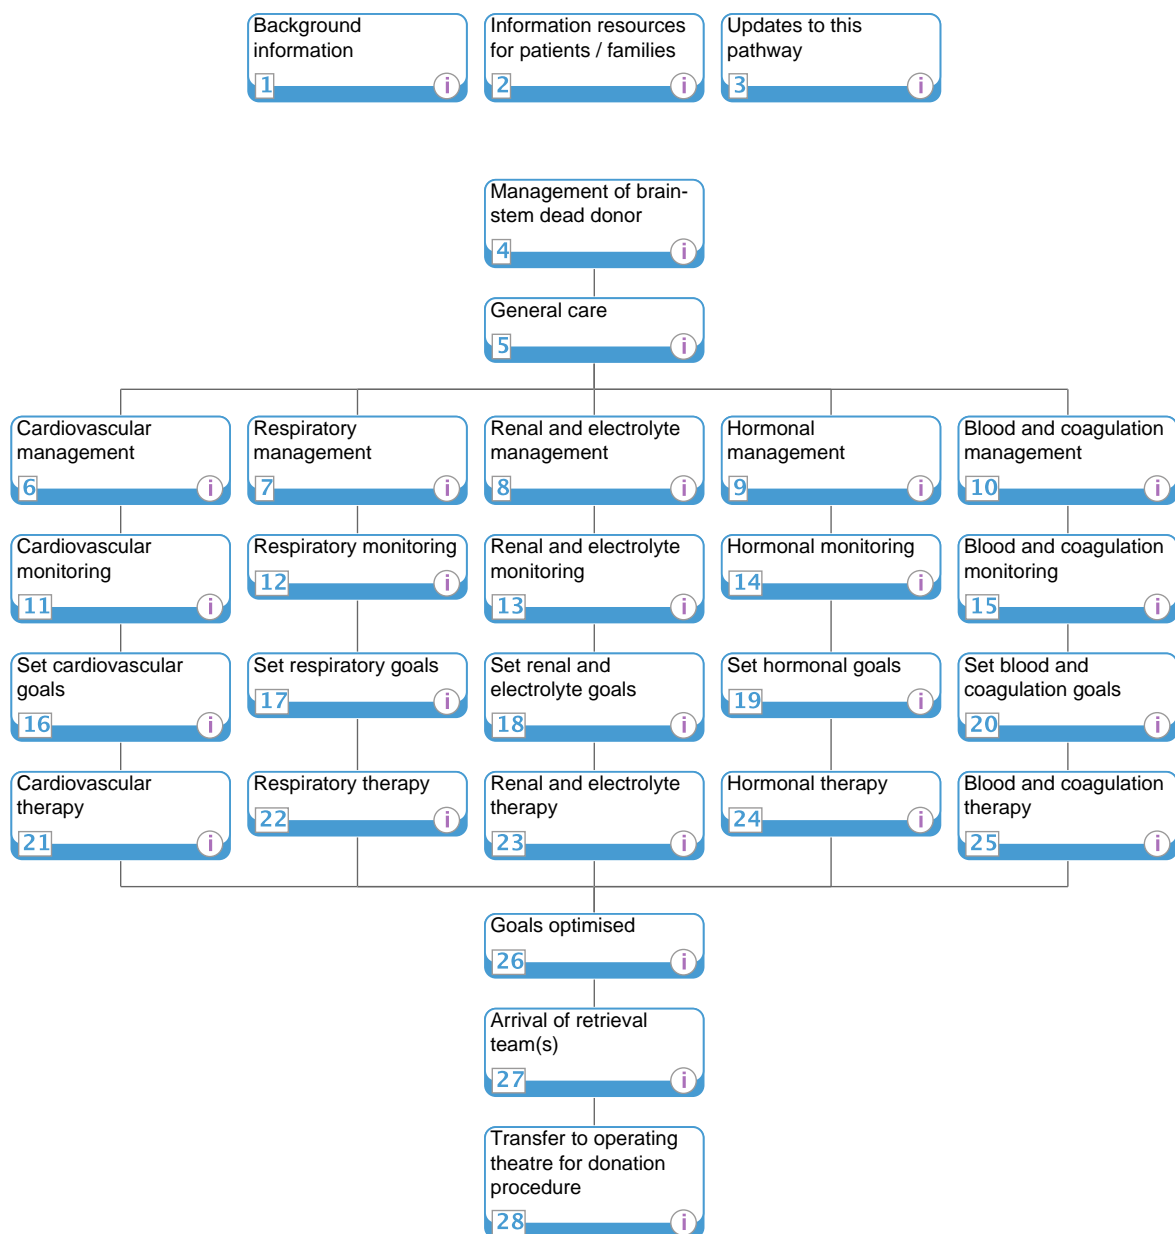 Background
information
1 i
Information resources
for patients / families
2 i
Updates to this
pathway
3 i
Management of brain-
stem dead donor
4 i
General care
5 i
Cardiovascular
management
6 i
Respiratory
management
7 i
Renal and electrolyte
management
8 i
Hormonal
management
9 i
Blood and coagulation
management
10 i
Cardiovascular
monitoring
11 i
Respiratory monitoring
12 i
Renal and electrolyte
monitoring
13 i
Hormonal monitoring
14 i
Blood and coagulation
monitoring
15 i
Set cardiovascular
goals
16 i
Set respiratory goals
17 i
Set renal and
electrolyte goals
18 i
Set hormonal goals
19 i
Set blood and
coagulation goals
20 i
Cardiovascular
therapy
21 i
Respiratory therapy
22 i
Renal and electrolyte
therapy
23 i
Hormonal therapy
24 i
Blood and coagulation
therapy
25 i
Goals optimised
26 i
Arrival of retrieval
team(s)
27 i
Transfer to operating
theatre for donation
procedure
28 i